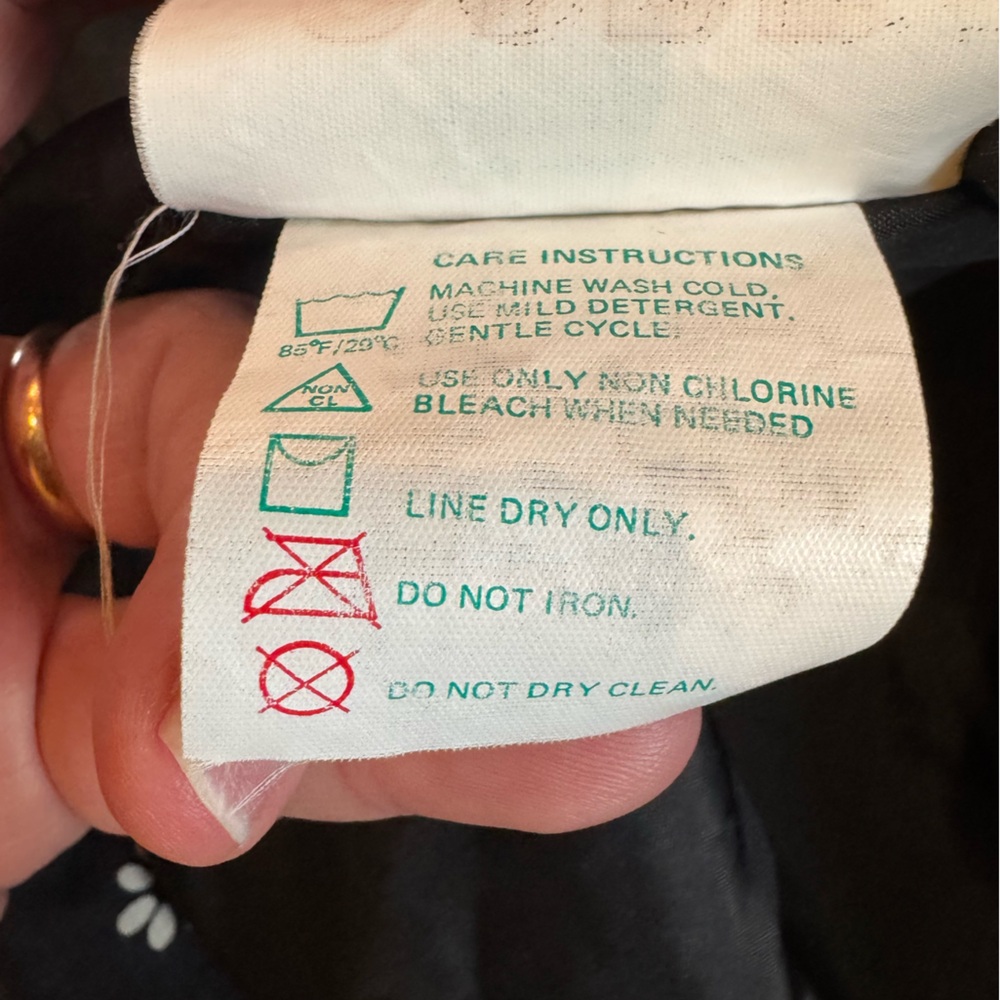 CARE INSTRUCTIONS
MACHINE WASH COLD.
USE MILD DETERGENT.
GENTLE CYCLE.
85°F/29°C
NON
CL
USE ONLY NON CHLORINE
BLEACH WHEN NEEDED
LINE DRY ONLY.
DO NOT IRON.
DO NOT DRY CLEAN.